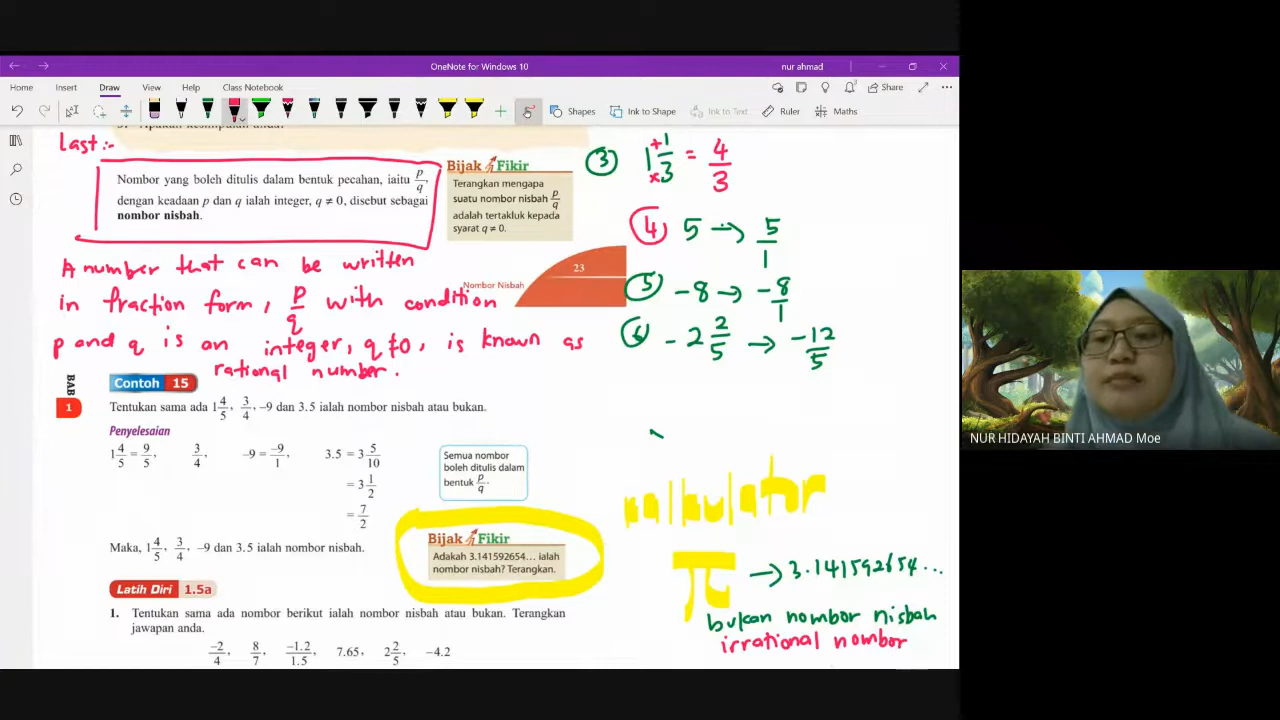 OneNote for Windows 10
nur ahmad
Home Insert Draw View Help Class Notebook
Share
Shapes Ink to Shape Ink to Text Ruler Maths
Last :-
Nombor yang boleh ditulis dalam bentuk pecahan, iaitu p/q,
dengan keadaan p dan q ialah integer, q ≠ 0, disebut sebagai
nombor nisbah.
Bijak Fikir
Terangkan mengapa
suatu nombor nisbah p/q
adalah tertakluk kepada
syarat q ≠ 0.
23
Nombor Nisbah
A number that can be written
in fraction form, p/q with condition
p and q is an integer, q ≠ 0, is known as
rational number.
BAB
1
Contoh 15
Tentukan sama ada 1 4/5, 3/4, –9 dan 3.5 ialah nombor nisbah atau bukan.
Penyelesaian
1 4/5 = 9/5, 3/4, –9 = –9/1 3.5 = 3 5/10
= 3 1/2
= 7/2
Semua nombor
boleh ditulis dalam
bentuk p/q.
Maka, 1 4/5, 3/4, –9 dan 3.5 ialah nombor nisbah.
Bijak Fikir
Adakah 3.141592654... ialah
nombor nisbah? Terangkan.
Latih Diri 1.5a
1. Tentukan sama ada nombor berikut ialah nombor nisbah atau bukan. Terangkan
jawapan anda.
–2/4, 8/7, –1.2/1.5, 7.65, 2 2/5, –4.2
3 1 + 1/3 × = 4/3
4 5 → 5/1
5 -8 → -8/1
6 -2 2/5 → -12/5
kalkulator
π → 3.141592654...
bukan nombor nisbah
irrational nombor
NUR HIDAYAH BINTI AHMAD Moe